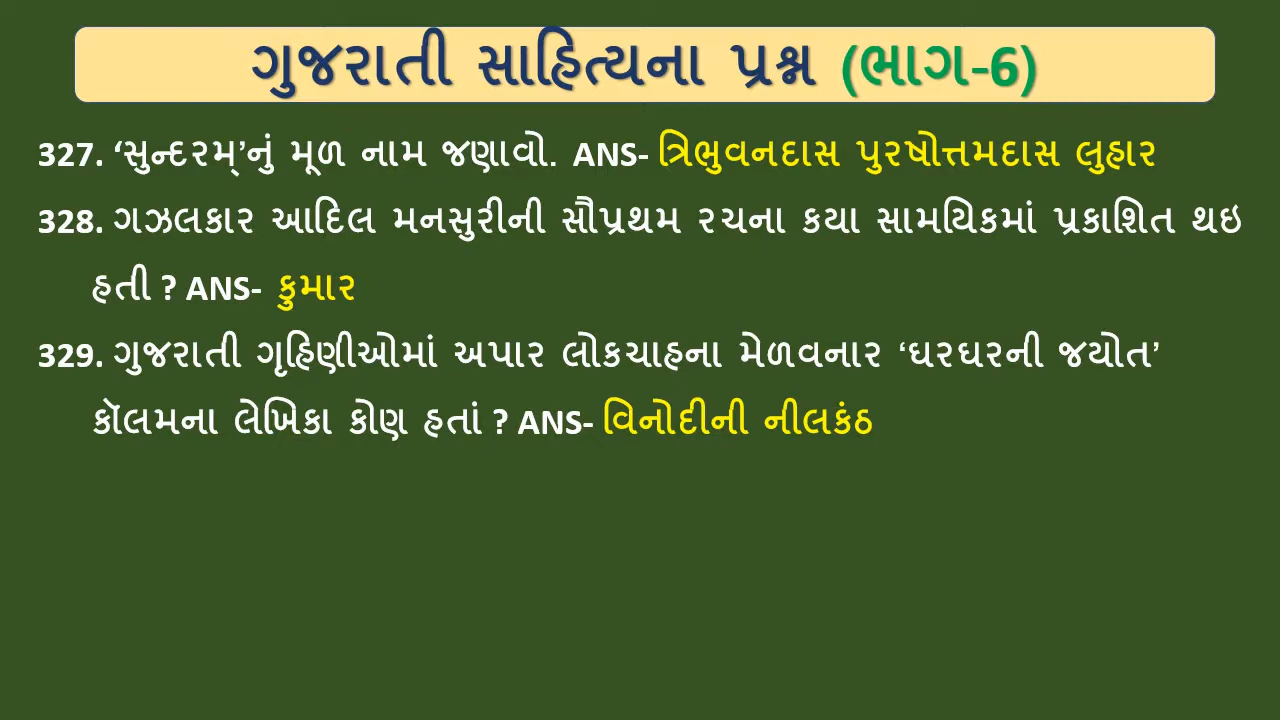 ગુજરાતી સાહિત્યના પ્રશ્ન (ભાગ-6)
327. ‘સુન્દરમ્’નું મૂળ નામ જણાવો. ANS- ત્રિભુવનદાસ પુરષોત્તમદાસ લુહાર
328. ગઝલકાર આદિલ મનસુરીની સૌપ્રથમ રચના કયા સામયિકમાં પ્રકાશિત થઇ
હતી ? ANS- કુમાર
329. ગુજરાતી ગૃહિણીઓમાં અપાર લોકચાહના મેળવનાર ‘ઘરઘરની જયોત’
કૉલમના લેખિકા કોણ હતાં ? ANS- વિનોદીની નીલકંઠ